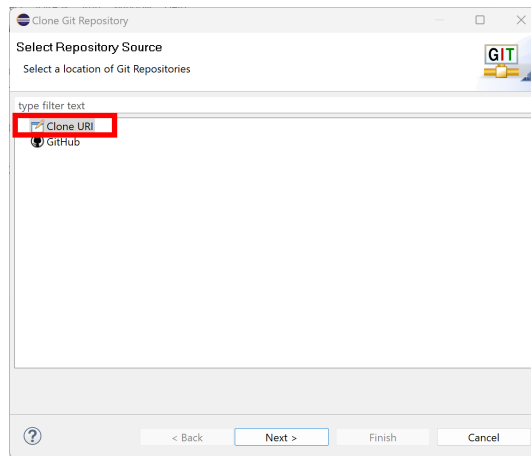 Clone Git Repository
Select Repository Source
Select a location of Git Repositories
GIT
type filter text
Clone URI
GitHub
?
< Back
Next >
Finish
Cancel